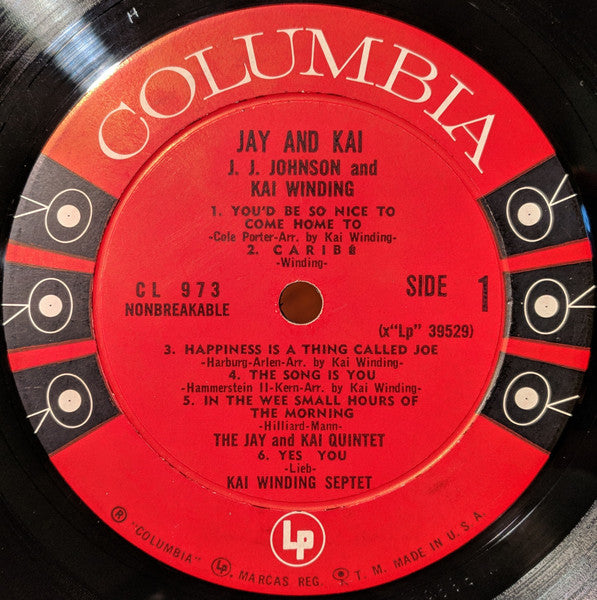 H
COLUMBIA
JAY AND KAI
J. J. JOHNSON and
KAI WINDING
1. YOU'D BE SO NICE TO
COME HOME TO
-Cole Porter-Arr. by Kai Winding-
2. CARIBÉ
-Winding-
CL 973
NONBREAKABLE
SIDE 1
(x"Lp" 39529)
3. HAPPINESS IS A THING CALLED JOE
-Harburg-Arlen-Arr. by Kai Winding-
4. THE SONG IS YOU
-Hammerstein II-Kern-Arr. by Kai Winding-
5. IN THE WEE SMALL HOURS OF
THE MORNING
-Hilliard-Mann-
THE JAY and KAI QUINTET
6. YES YOU
-Lieb-
KAI WINDING SEPTET
Lp
® "COLUMBIA", Lp, MARCAS REG. T. M. MADE IN U. S. A.